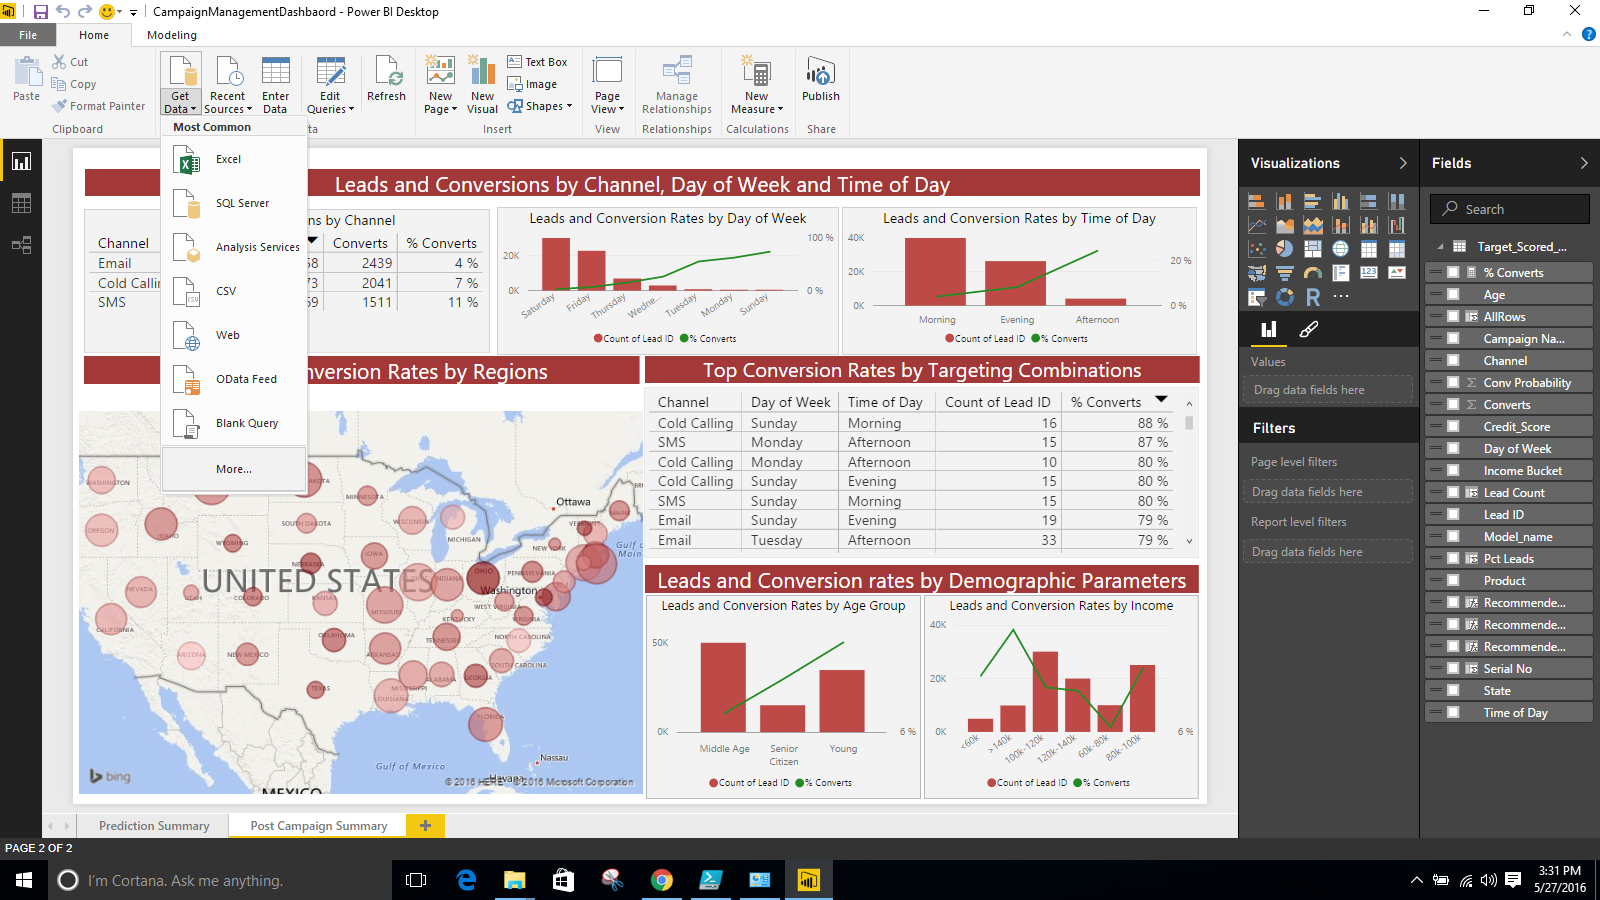 CampaignManagementDashbaord - Power BI Desktop
File
Home
Modeling
Paste
Cut
Copy
Format Painter
Clipboard
Get Data
Recent Sources
Enter Data
Edit Queries
Refresh
New Page
New Visual
Text Box
Image
Shapes
Insert
Page View
View
Manage Relationships
Relationships
New Measure
Calculations
Publish
Share
Most Common
Excel
SQL Server
Analysis Services
CSV
Web
OData Feed
Blank Query
More...
Leads and Conversions by Channel, Day of Week and Time of Day
ns by Channel
Channel Converts % Converts
Email 58 2439 4 %
Cold Callin 73 2041 7 %
SMS 59 1511 11 %
Leads and Conversion Rates by Day of Week
20K
0K
100 %
0 %
Saturday Friday Thursday Wedne... Tuesday Monday Sunday
Count of Lead ID % Converts
Leads and Conversion Rates by Time of Day
40K
20K
0K
20 %
0 %
Morning Evening Afternoon
Count of Lead ID % Converts
nversion Rates by Regions
WASHINGTON
OREGON
CALIFORNIA
NEVADA
IDAHO
UTAH
ARIZONA
WYOMING
COLORADO
NEW MEXICO
SOUTH DAKOTA
NEBRASKA
KANSAS
OKLAHOMA
TEXAS
MINNESOTA
IOWA
MISSOURI
ARKANSAS
LOUISIANA
WISCONSIN
MICHIGAN
INDIANA
OHIO
KENTUCKY
TENNESSEE
MISSISSIPPI
ALABAMA
GEORGIA
FLORIDA
SOUTH CAROLINA
NORTH CAROLINA
VIRGINIA
WEST VIRGINIA
PENNSYLVANIA
NEW YORK
VERMONT
MAINE
UNITED STATES
Ottawa
Washington
Gulf of Maine
Gulf of Mexico
Nassau
Havana
MEXICO
bing
© 2016 HERE © 2016 Microsoft Corporation
Top Conversion Rates by Targeting Combinations
Channel Day of Week Time of Day Count of Lead ID % Converts
Cold Calling Sunday Morning 16 88 %
SMS Monday Afternoon 15 87 %
Cold Calling Monday Afternoon 10 80 %
Cold Calling Sunday Evening 15 80 %
SMS Sunday Morning 15 80 %
Email Sunday Evening 19 79 %
Email Tuesday Afternoon 33 79 %
Leads and Conversion rates by Demographic Parameters
Leads and Conversion Rates by Age Group
50K
0K
6 %
Middle Age Senior Citizen Young
Count of Lead ID % Converts
Leads and Conversion Rates by Income
40K
20K
0K
6 %
<60k >140k 100k-120k 120k-140k 60k-80k 80k-100k
Count of Lead ID % Converts
Visualizations
Values
Drag data fields here
Filters
Page level filters
Drag data fields here
Report level filters
Drag data fields here
Fields
Search
Target_Scored_...
% Converts
Age
AllRows
Campaign Na...
Channel
Conv Probability
Converts
Credit_Score
Day of Week
Income Bucket
Lead Count
Lead ID
Model_name
Pct Leads
Product
Recommende...
Recommende...
Recommende...
Serial No
State
Time of Day
Prediction Summary
Post Campaign Summary
PAGE 2 OF 2
I'm Cortana. Ask me anything.
3:31 PM
5/27/2016